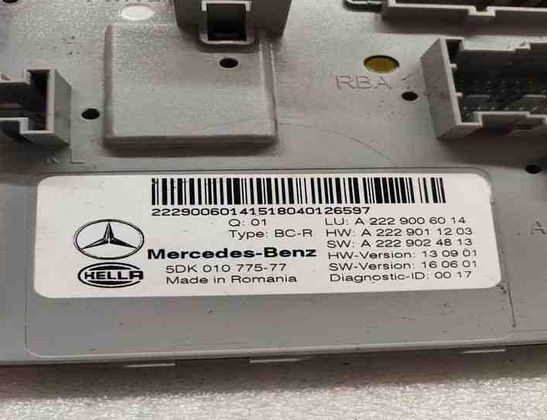 RBA
KL
22290060141518040126597
Q: 01 LU: A 222 900 60 14
Type: BC-R HW: A 222 901 12 03
Mercedes-Benz SW: A 222 902 48 13
HELLA 5DK 010 775-77 HW-Version: 13 09 01
Made in Romania SW-Version: 16 06 01
Diagnostic-ID: 00 17